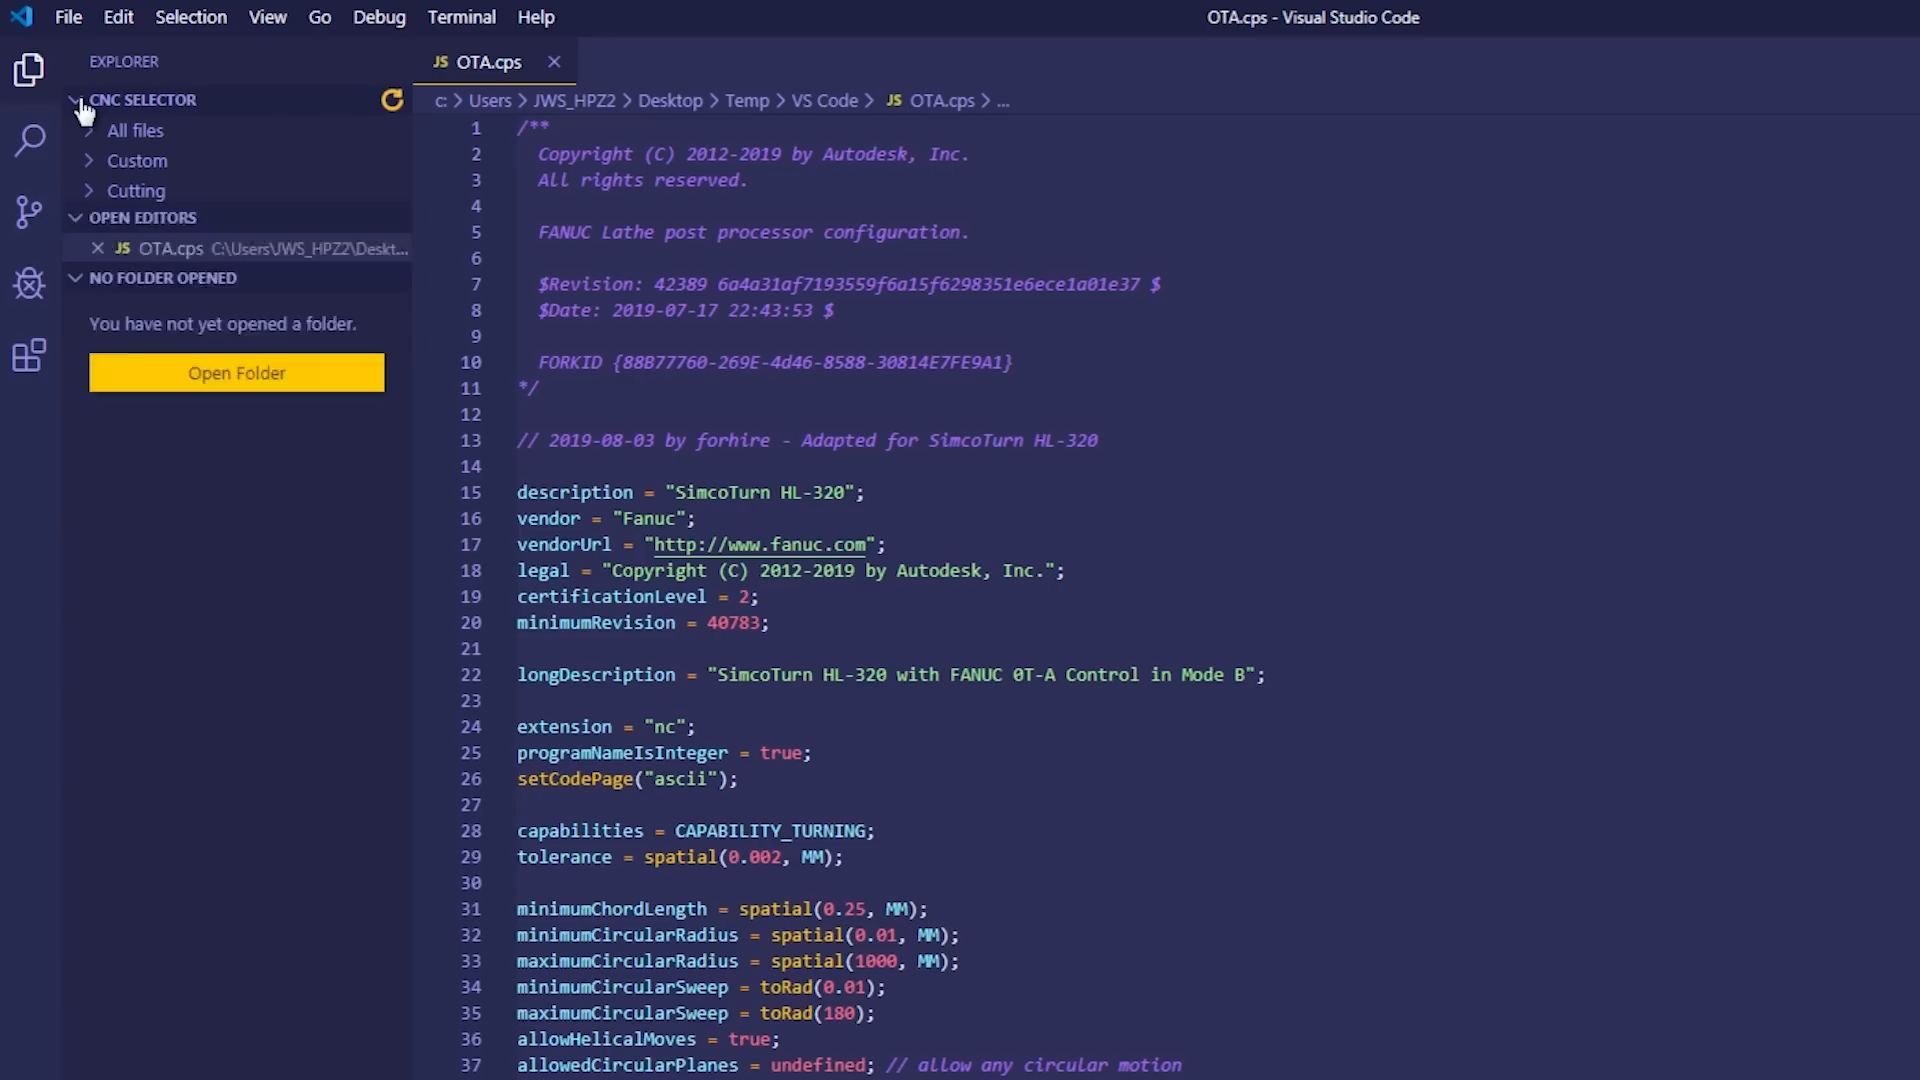 File Edit Selection View Go Debug Terminal Help
OTA.cps - Visual Studio Code
EXPLORER
CNC SELECTOR
All files
Custom
Cutting
OPEN EDITORS
JS OTA.cps C:\Users\JWS_HPZ2\Deskt...
NO FOLDER OPENED
You have not yet opened a folder.
Open Folder
JS OTA.cps
c: > Users > JWS_HPZ2 > Desktop > Temp > VS Code > JS OTA.cps > ...
1 /**
2 Copyright (C) 2012-2019 by Autodesk, Inc.
3 All rights reserved.
4
5 FANUC Lathe post processor configuration.
6
7 $Revision: 42389 6a4a31af7193559f6a15f6298351e6ece1a01e37 $
8 $Date: 2019-07-17 22:43:53 $
9
10 FORKID {88B77760-269E-4d46-8588-30814E7FE9A1}
11 */
12
13 // 2019-08-03 by forhire - Adapted for SimcoTurn HL-320
14
15 description = "SimcoTurn HL-320";
16 vendor = "Fanuc";
17 vendorUrl = "http://www.fanuc.com";
18 legal = "Copyright (C) 2012-2019 by Autodesk, Inc.";
19 certificationLevel = 2;
20 minimumRevision = 40783;
21
22 longDescription = "SimcoTurn HL-320 with FANUC 0T-A Control in Mode B";
23
24 extension = "nc";
25 programNameIsInteger = true;
26 setCodePage("ascii");
27
28 capabilities = CAPABILITY_TURNING;
29 tolerance = spatial(0.002, MM);
30
31 minimumChordLength = spatial(0.25, MM);
32 minimumCircularRadius = spatial(0.01, MM);
33 maximumCircularRadius = spatial(1000, MM);
34 minimumCircularSweep = toRad(0.01);
35 maximumCircularSweep = toRad(180);
36 allowHelicalMoves = true;
37 allowedCircularPlanes = undefined; // allow any circular motion